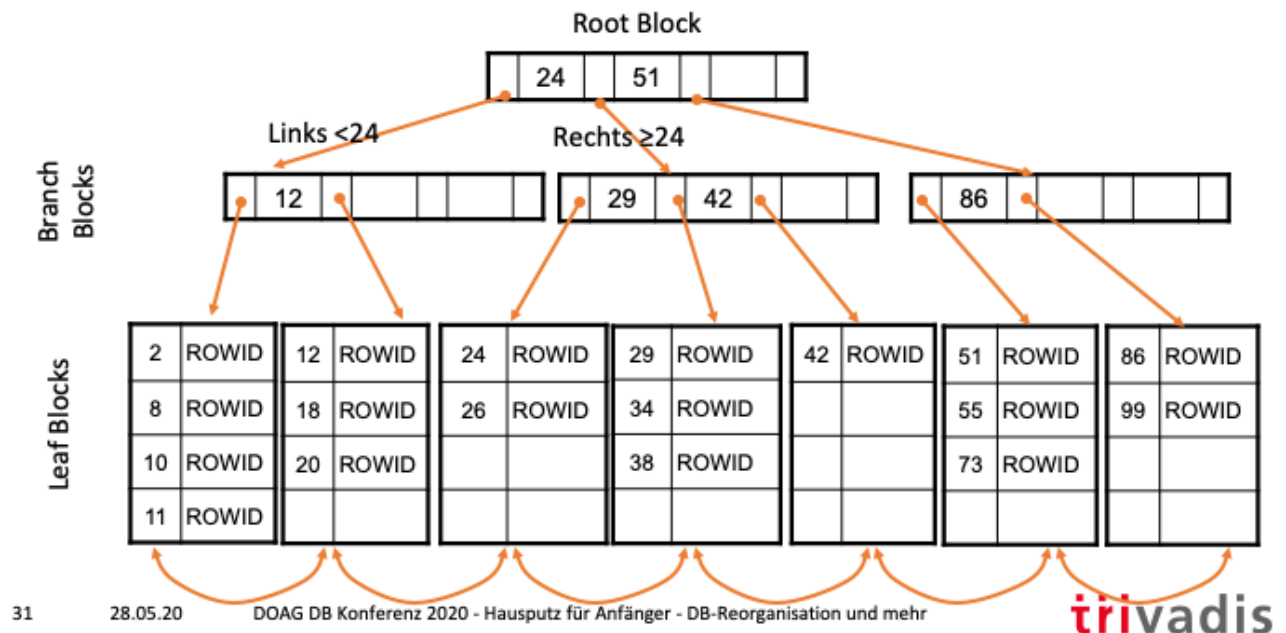 Root Block
24 51
Links <24
Rechts ≥24
Branch
Blocks
12
29 42
86
Leaf Blocks
2 ROWID 12 ROWID 24 ROWID 29 ROWID 42 ROWID 51 ROWID 86 ROWID
8 ROWID 18 ROWID 26 ROWID 34 ROWID 55 ROWID 99 ROWID
10 ROWID 20 ROWID 38 ROWID 73 ROWID
11 ROWID
31 28.05.20 DOAG DB Konferenz 2020 - Hausputz für Anfänger - DB-Reorganisation und mehr
trivadis